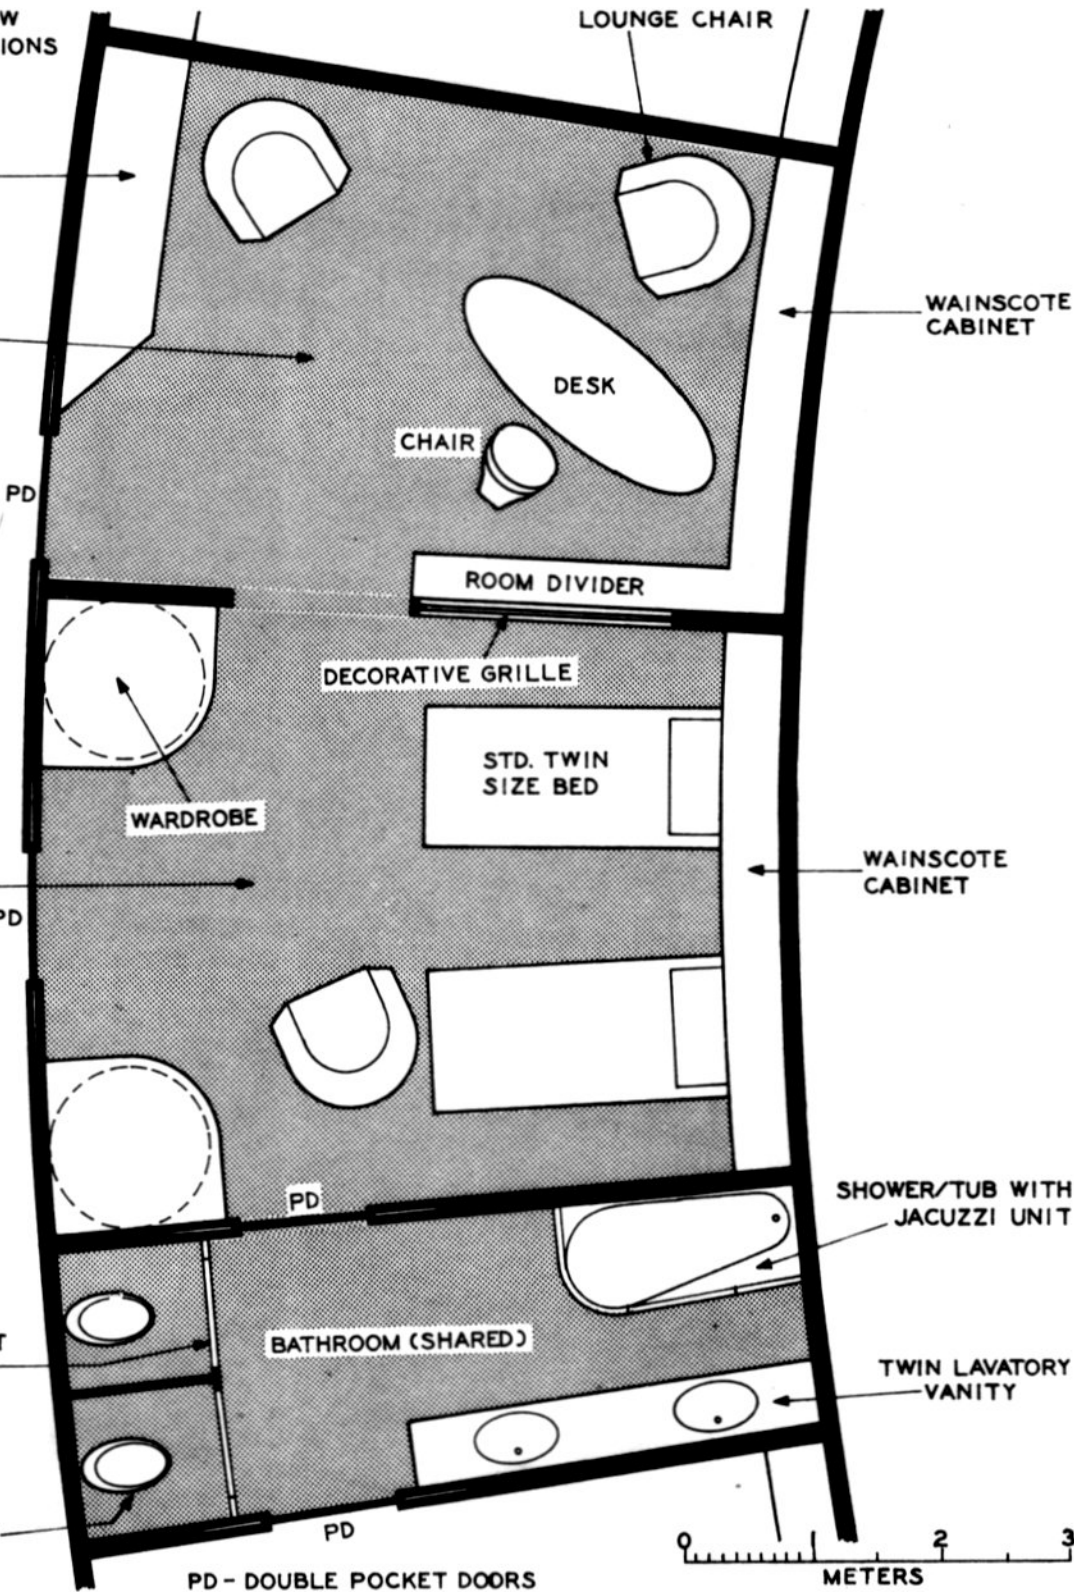 W
IONS
LOUNGE CHAIR
WAINSCOTE
CABINET
DESK
CHAIR
PD
ROOM DIVIDER
DECORATIVE GRILLE
STD. TWIN
SIZE BED
WARDROBE
WAINSCOTE
CABINET
PD
PD
SHOWER/TUB WITH
JACUZZI UNIT
T
BATHROOM (SHARED)
TWIN LAVATORY
VANITY
PD
0 1 2 3
METERS
PD - DOUBLE POCKET DOORS